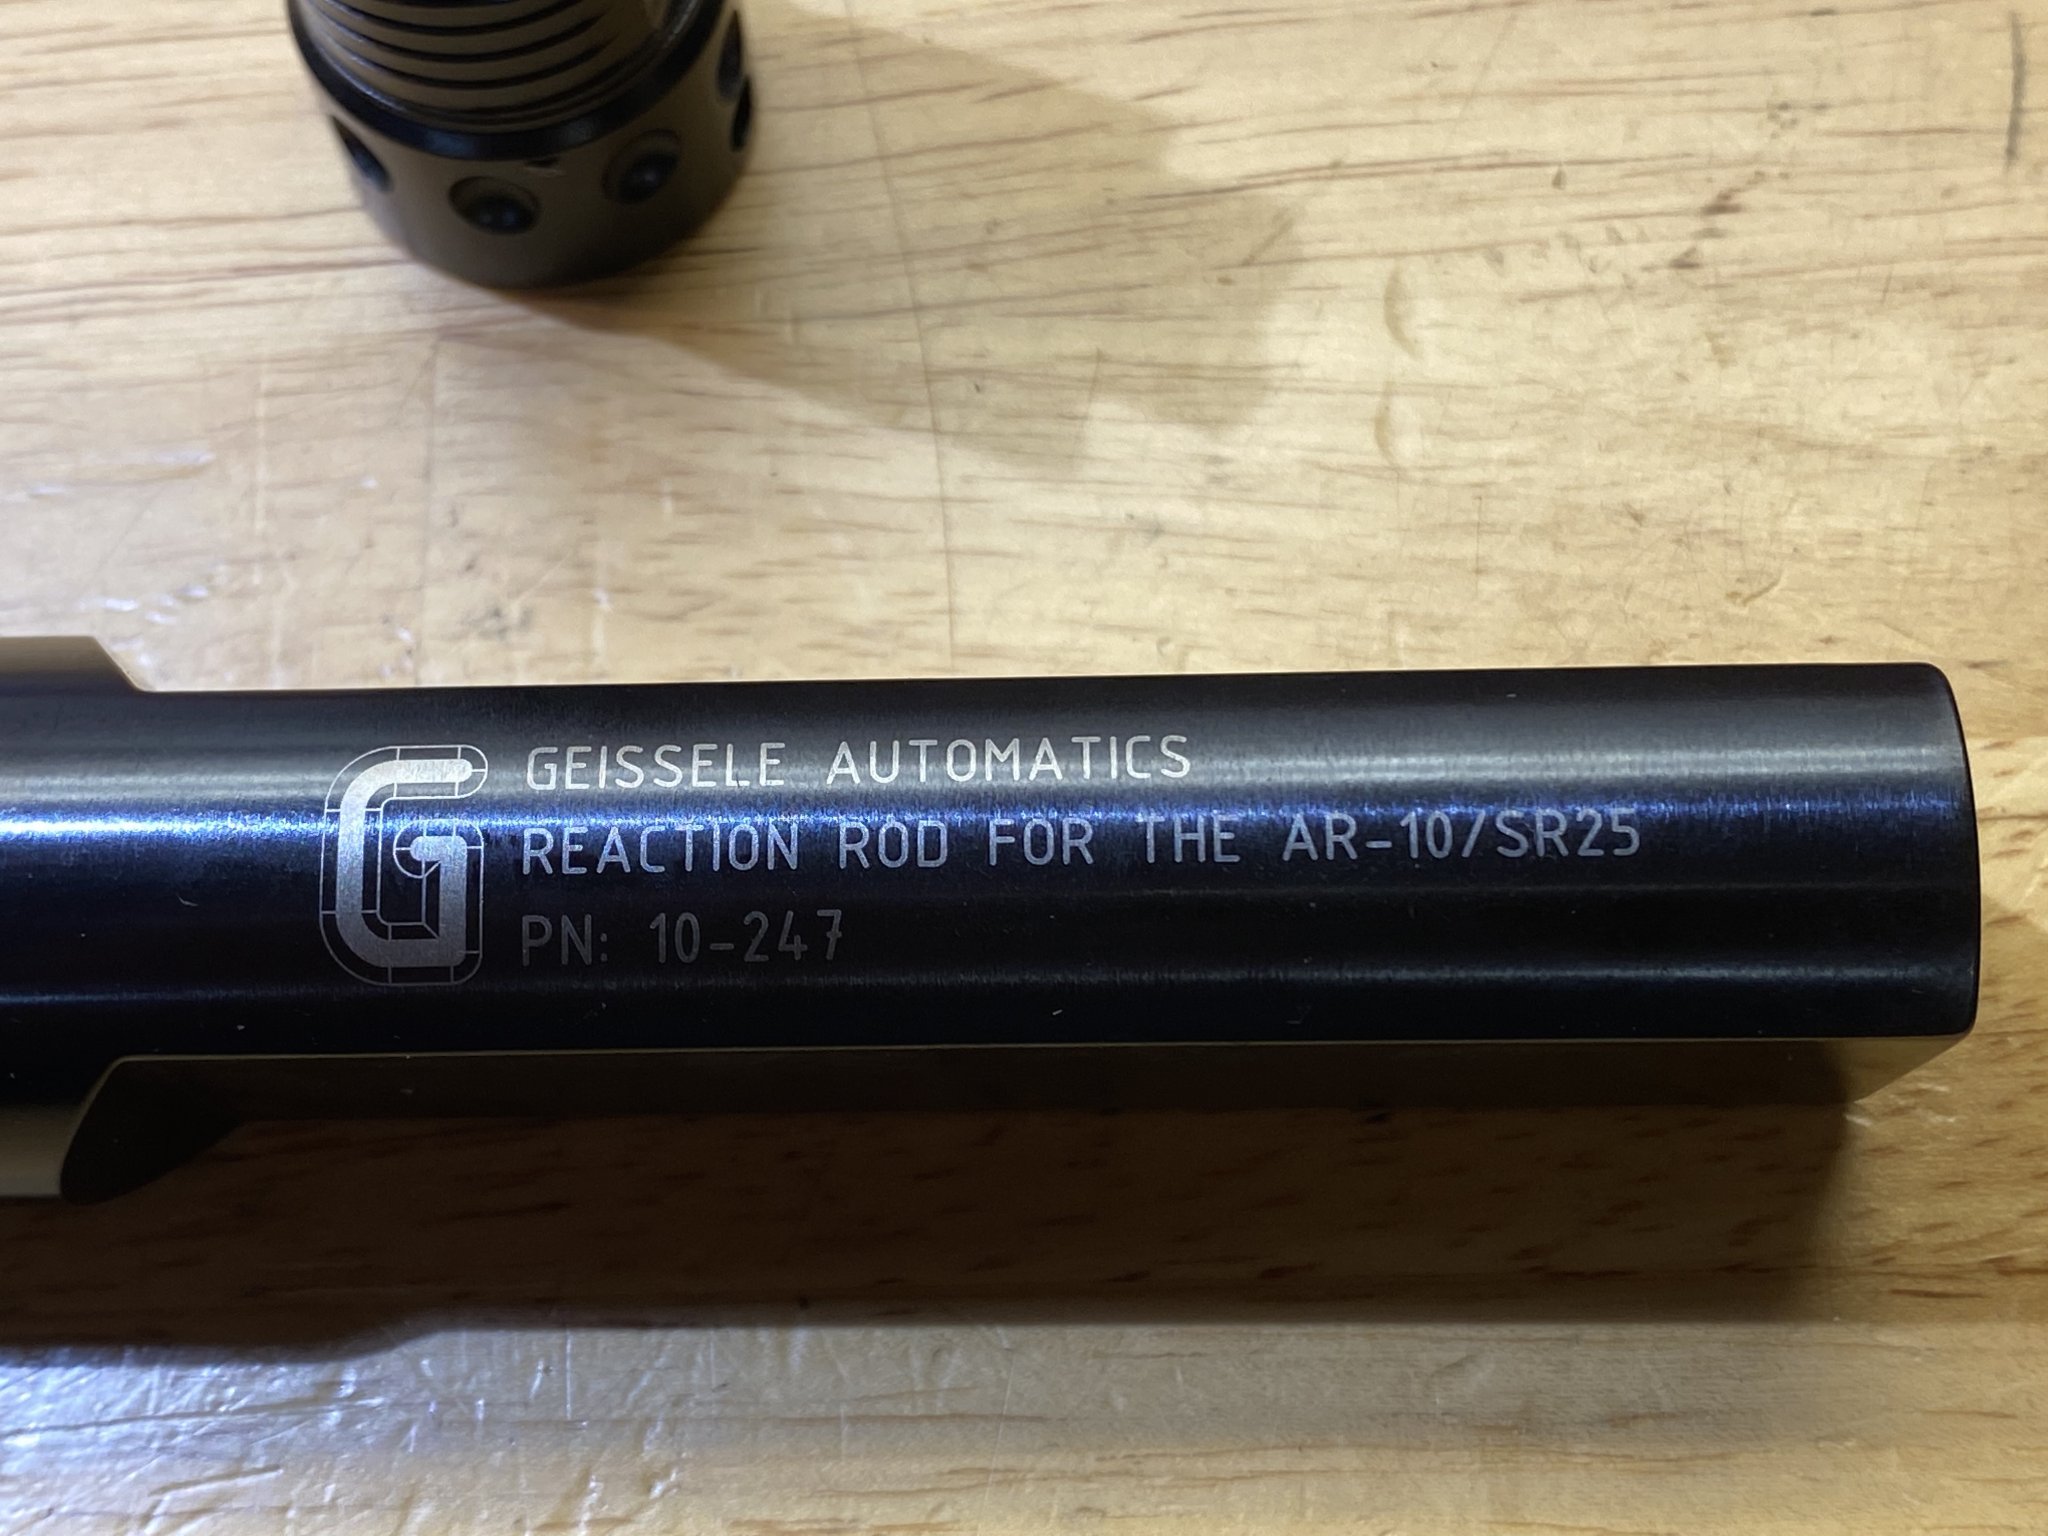 GEISSELE AUTOMATICS
REACTION ROD FOR THE AR-10/SR25
PN: 10-247